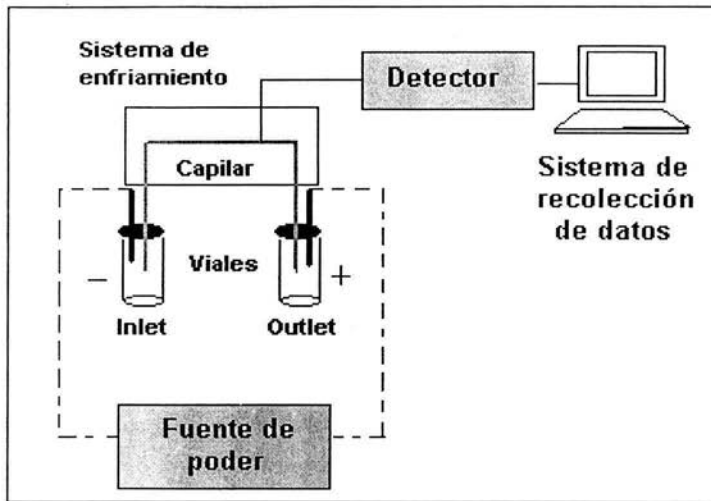 Sistema de
enfriamiento
Detector
Capilar
Sistema de
recolección
de datos
Viales
− +
Inlet Outlet
Fuente de
poder